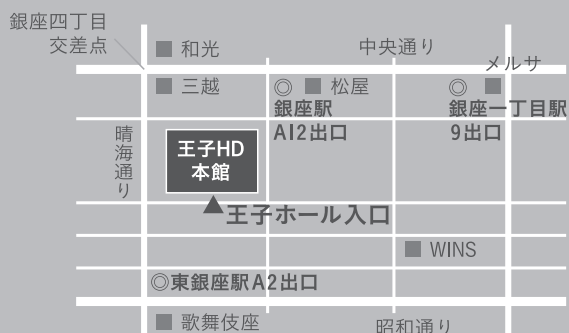 銀座四丁目
交差点
和光
中央通り
メルサ
三越
松屋
銀座駅
A12出口
銀座一丁目駅
9出口
晴海通り
王子HD
本館
王子ホール入口
WINS
東銀座駅A2出口
歌舞伎座
昭和通り